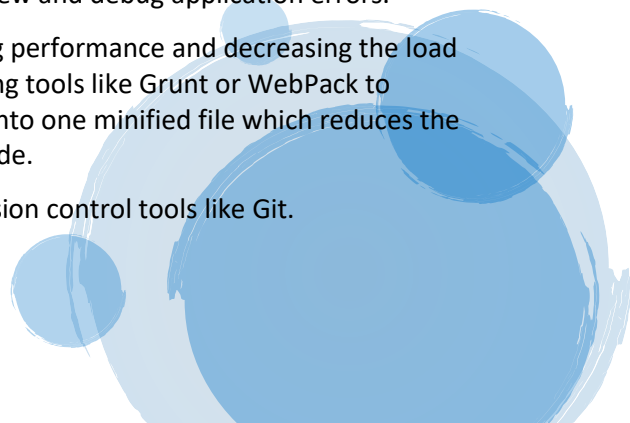 ew and debug application errors.
g performance and decreasing the load
ng tools like Grunt or WebPack to
nto one minified file which reduces the
de.
sion control tools like Git.